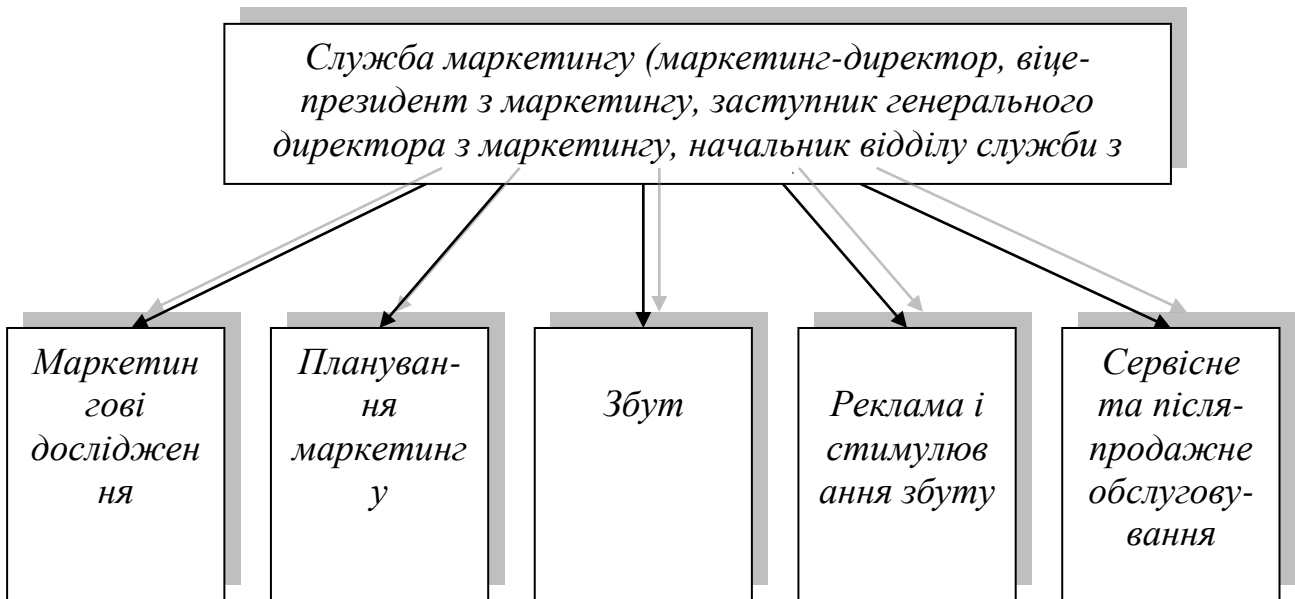 Служба маркетингу (маркетинг-директор, віце-
президент з маркетингу, заступник генерального
директора з маркетингу, начальник відділу служби з
Маркетин
гові
дослiджен
ня
Плануван-
ня
маркетинг
у
Збут
Реклама і
стимулюв
ання збуту
Сервісне
та після-
продажне
обслугову-
вання